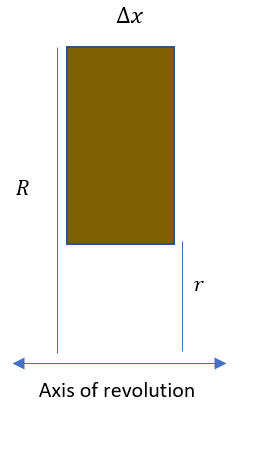 Δx
R
r
Axis of revolution